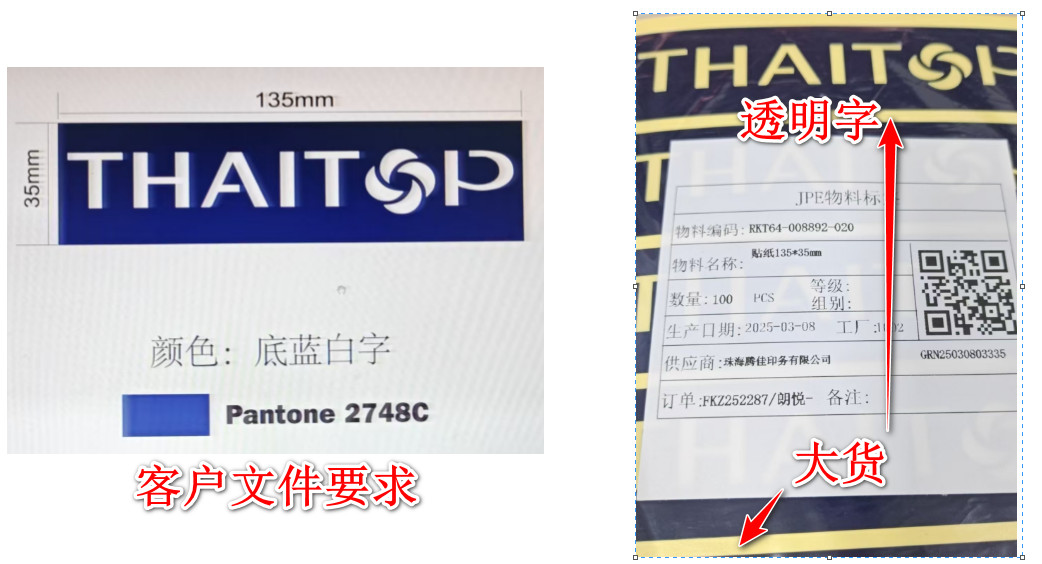 135mm
35mm
THAITOP
颜色：底蓝白字
Pantone 2748C
客户文件要求
THAITOP
透明字
JPE物料标
物料编码: RKT64-008892-020
物料名称: 贴纸135*35mm
数量: 100 PCS 等级:
组别:
生产日期: 2025-03-08 工厂:
供应商: 珠海腾佳印务有限公司
GRN25030803335
订单: FKZ252287/朗悦- 备注:
大货